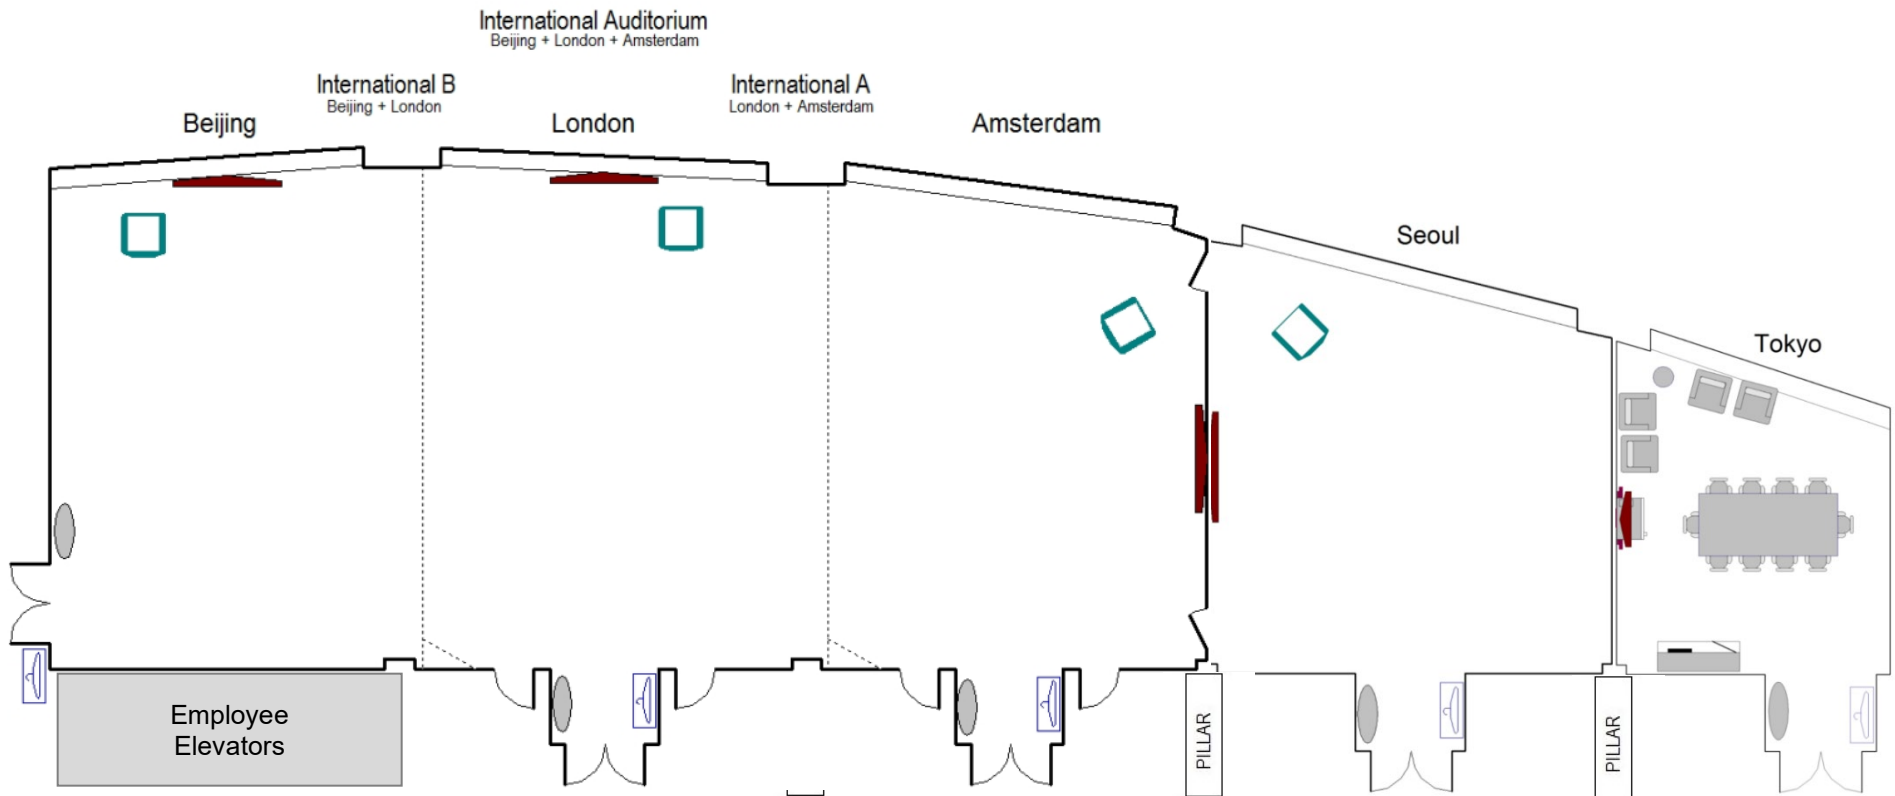 International Auditorium
Beijing + London + Amsterdam
International B
Beijing + London
International A
London + Amsterdam
Beijing
London
Amsterdam
Seoul
Tokyo
Employee
Elevators
PILLAR
PILLAR